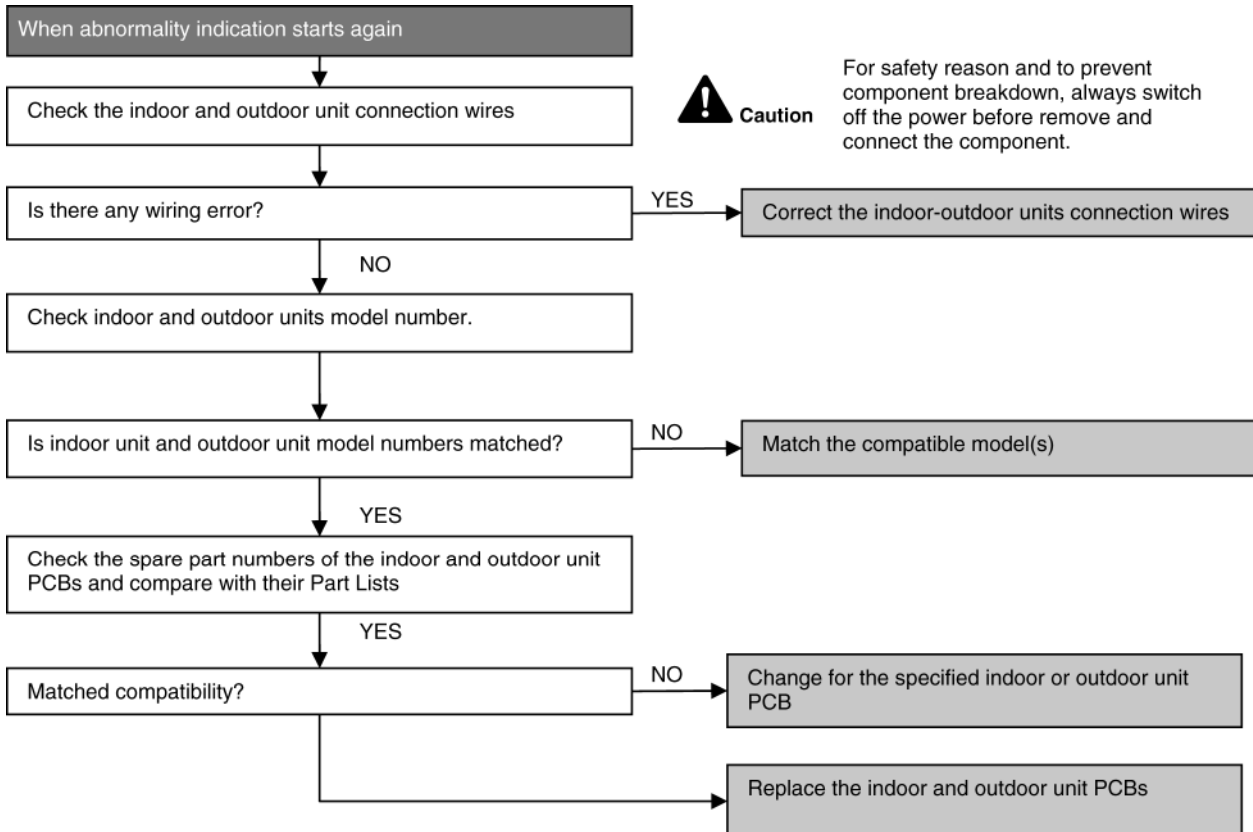 When abnormality indication starts again
Check the indoor and outdoor unit connection wires
For safety reason and to prevent
component breakdown, always switch
off the power before remove and
connect the component.
Caution
Is there any wiring error?
YES
Correct the indoor-outdoor units connection wires
NO
Check indoor and outdoor units model number.
Is indoor unit and outdoor unit model numbers matched?
NO
Match the compatible model(s)
YES
Check the spare part numbers of the indoor and outdoor unit
PCBs and compare with their Part Lists
YES
Matched compatibility?
NO
Change for the specified indoor or outdoor unit
PCB
Replace the indoor and outdoor unit PCBs